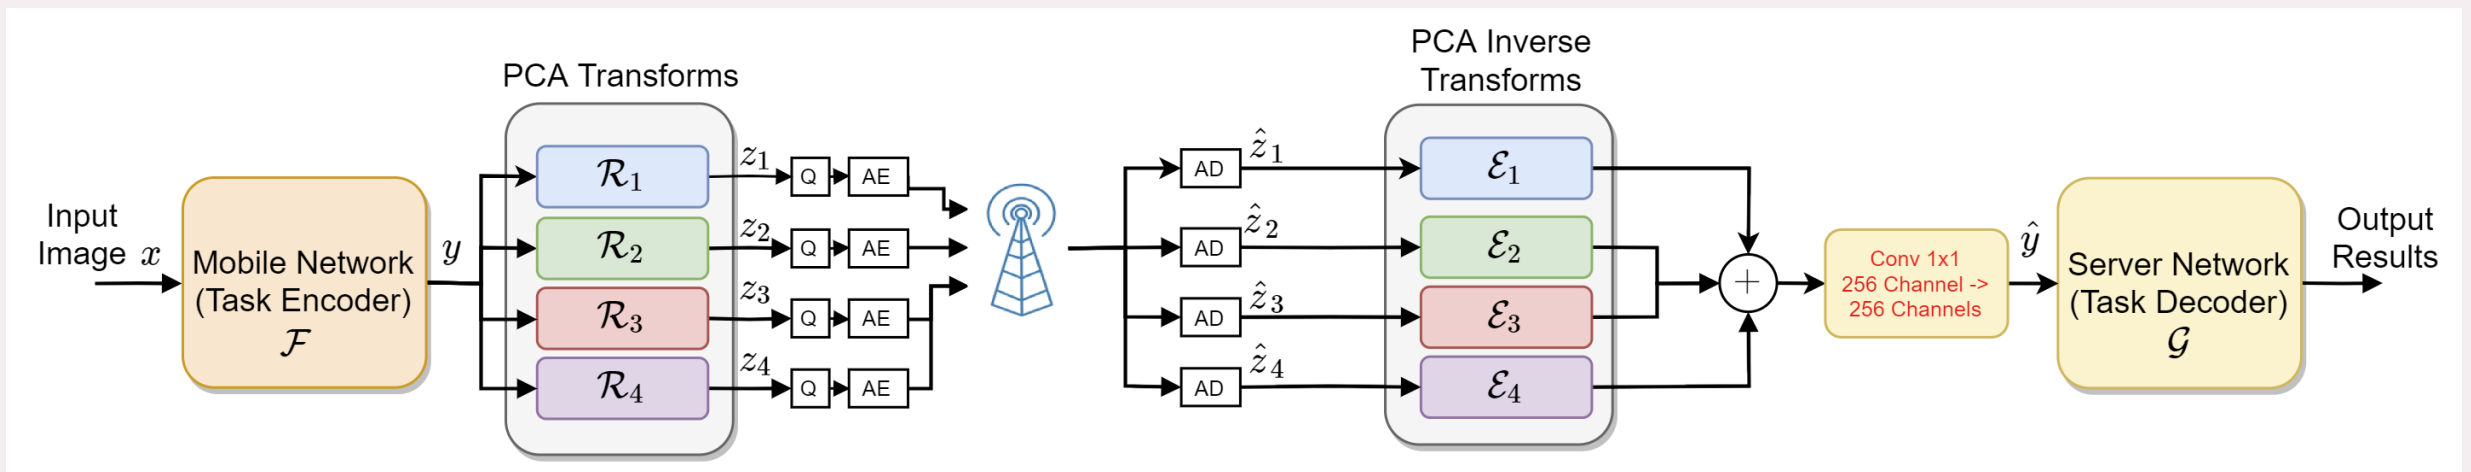 Input
Image x
Mobile Network
(Task Encoder)
ℱ
y
PCA Transforms
ℛ1
ℛ2
ℛ3
ℛ4
z1
z2
z3
z4
Q
AE
Q
AE
Q
AE
Q
AE
AD
AD
AD
AD
ẑ1
ẑ2
ẑ3
ẑ4
PCA Inverse
Transforms
ℰ1
ℰ2
ℰ3
ℰ4
+
Conv 1x1
256 Channel ->
256 Channels
ŷ
Server Network
(Task Decoder)
𝒢
Output
Results